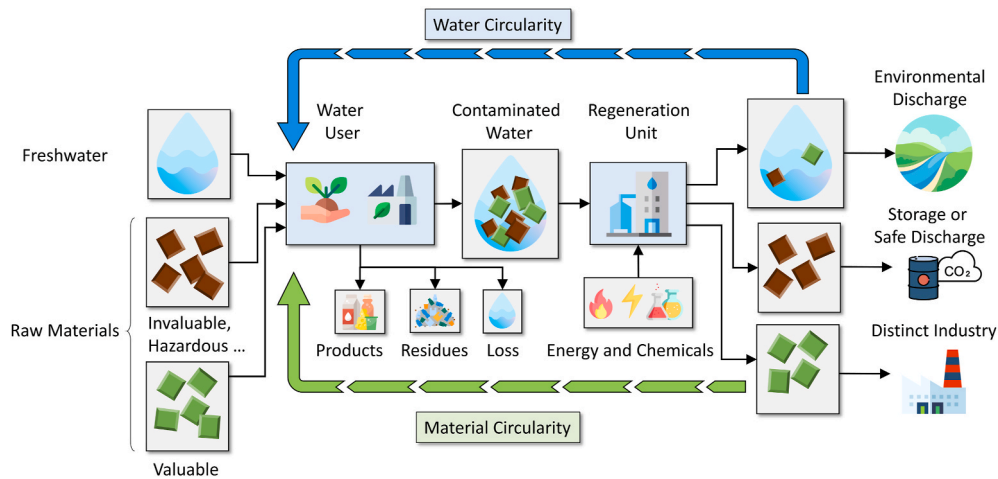 Water Circularity
Environmental
Discharge
Water
User
Contaminated
Water
Regeneration
Unit
Freshwater
Storage or
Safe Discharge
CO₂
Raw Materials
Invaluable,
Hazardous ...
Products
Residues
Loss
Energy and Chemicals
Distinct Industry
Material Circularity
Valuable